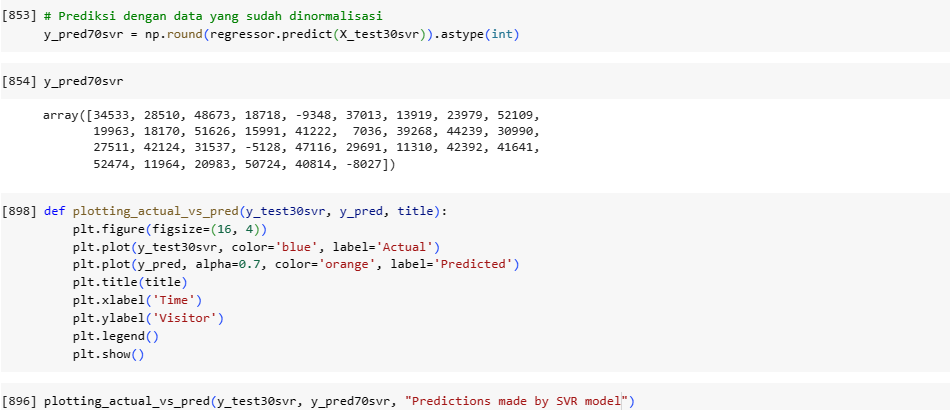 [853] # Prediksi dengan data yang sudah dinormalisasi
y_pred70svr = np.round(regressor.predict(X_test30svr)).astype(int)
[854] y_pred70svr
array([34533, 28510, 48673, 18718, -9348, 37013, 13919, 23979, 52109,
19963, 18170, 51626, 15991, 41222,  7036, 39268, 44239, 30990,
27511, 42124, 31537, -5128, 47116, 29691, 11310, 42392, 41641,
52474, 11964, 20983, 50724, 40814, -8027])
[898] def plotting_actual_vs_pred(y_test30svr, y_pred, title):
plt.figure(figsize=(16, 4))
plt.plot(y_test30svr, color='blue', label='Actual')
plt.plot(y_pred, alpha=0.7, color='orange', label='Predicted')
plt.title(title)
plt.xlabel('Time')
plt.ylabel('Visitor')
plt.legend()
plt.show()
[896] plotting_actual_vs_pred(y_test30svr, y_pred70svr, "Predictions made by SVR model")